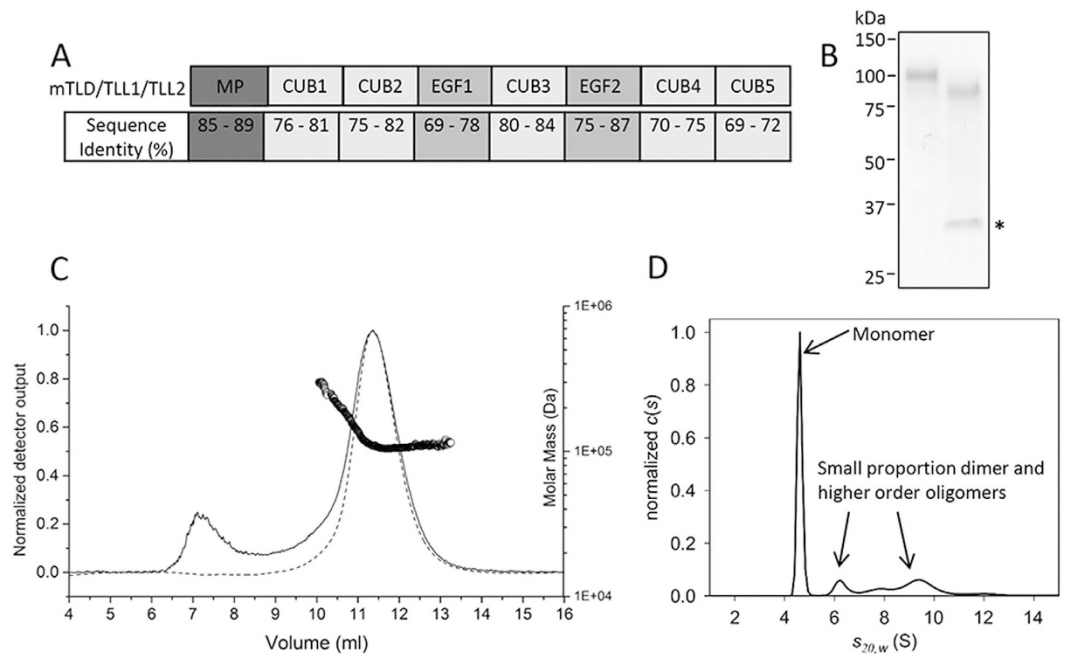 A
mTLD/TLL1/TLL2 MP CUB1 CUB2 EGF1 CUB3 EGF2 CUB4 CUB5
Sequence Identity (%) 85 - 89 76 - 81 75 - 82 69 - 78 80 - 84 75 - 87 70 - 75 69 - 72
B
kDa
150
100
75
50
37
*
25
C
Normalized detector output
1.0
0.8
0.6
0.4
0.2
0.0
4 5 6 7 8 9 10 11 12 13 14 15 16
Volume (ml)
1E+06
1E+05
1E+04
Molar Mass (Da)
D
normalized c(s)
1.0
0.8
0.6
0.4
0.2
0.0
Monomer
Small proportion dimer and
higher order oligomers
2 4 6 8 10 12 14
s20,w (S)